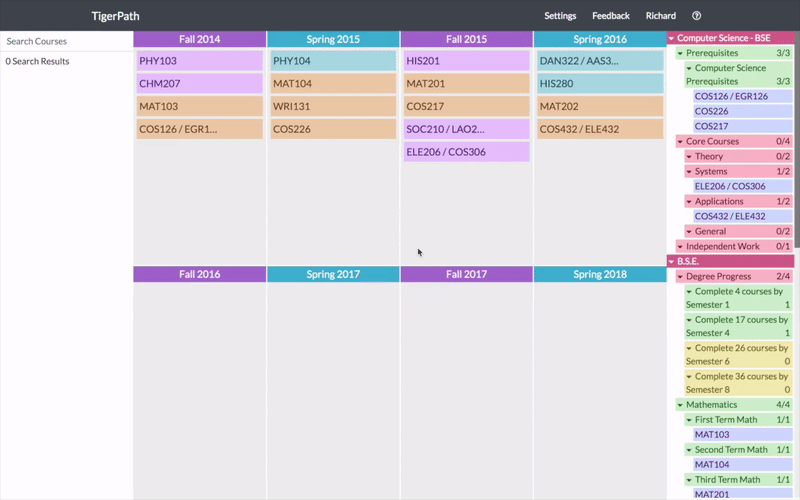 TigerPath
Settings Feedback Richard
Search Courses
0 Search Results
Fall 2014
PHY103
CHM207
MAT103
COS126 / EGR1...
Spring 2015
PHY104
MAT104
WRI131
COS226
Fall 2015
HIS201
MAT201
COS217
SOC210 / LAO2...
ELE206 / COS306
Spring 2016
DAN322 / AAS3...
HIS280
MAT202
COS432 / ELE432
Fall 2016
Spring 2017
Fall 2017
Spring 2018
Computer Science - BSE
Prerequisites 3/3
Computer Science
Prerequisites 3/3
COS126 / EGR126
COS226
COS217
Core Courses 0/4
Theory 0/2
Systems 1/2
ELE206 / COS306
Applications 1/2
COS432 / ELE432
General 0/2
Independent Work 0/1
B.S.E.
Degree Progress 2/4
Complete 4 courses by
Semester 1 1
Complete 17 courses by
Semester 4 1
Complete 26 courses by
Semester 6 0
Complete 36 courses by
Semester 8 0
Mathematics 4/4
First Term Math 1/1
MAT103
Second Term Math 1/1
MAT104
Third Term Math 1/1
MAT201